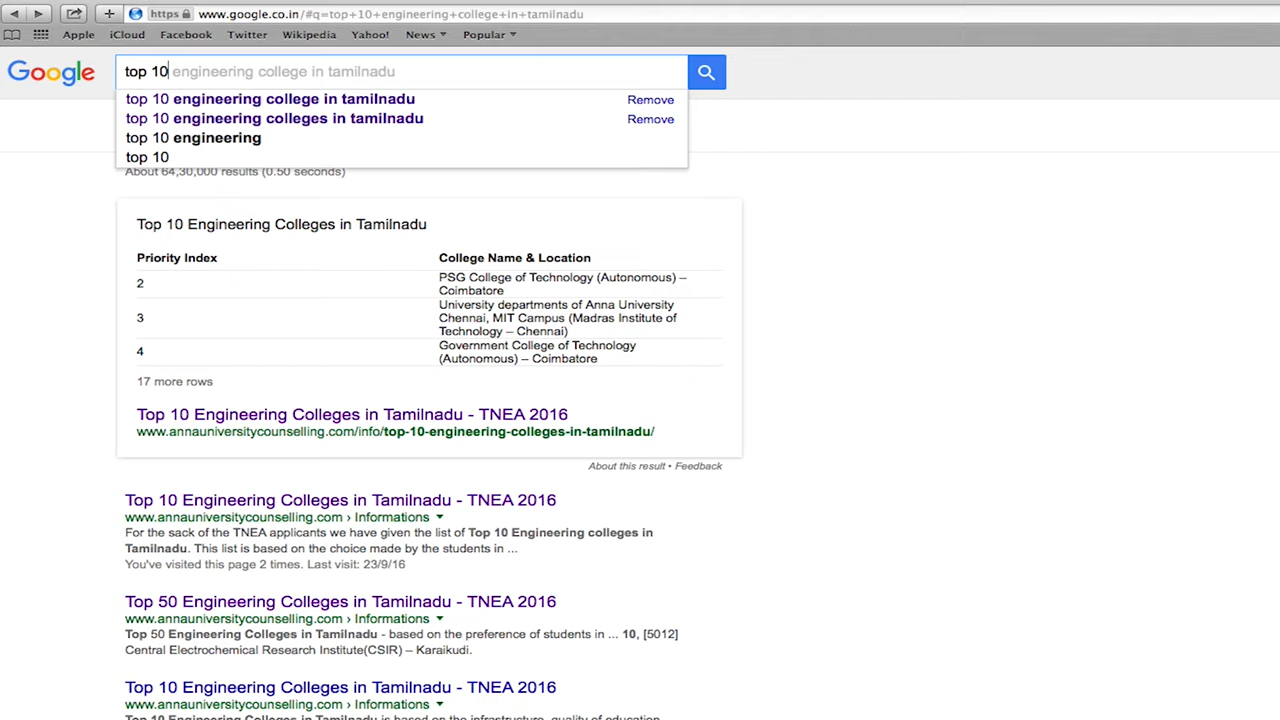 https www.google.co.in/#q=top+10+engineering+college+in+tamilnadu
Apple iCloud Facebook Twitter Wikipedia Yahoo! News Popular
Google top 10 engineering college in tamilnadu
top 10 engineering college in tamilnadu Remove
top 10 engineering colleges in tamilnadu Remove
top 10 engineering
top 10
About 64,30,000 results (0.50 seconds)
Top 10 Engineering Colleges in Tamilnadu
Priority Index College Name & Location
2 PSG College of Technology (Autonomous) –
Coimbatore
3 University departments of Anna University
Chennai, MIT Campus (Madras Institute of
Technology – Chennai)
4 Government College of Technology
(Autonomous) – Coimbatore
17 more rows
Top 10 Engineering Colleges in Tamilnadu - TNEA 2016
www.annauniversitycounselling.com/info/top-10-engineering-colleges-in-tamilnadu/
About this result • Feedback
Top 10 Engineering Colleges in Tamilnadu - TNEA 2016
www.annauniversitycounselling.com › Informations
For the sack of the TNEA applicants we have given the list of Top 10 Engineering colleges in
Tamilnadu. This list is based on the choice made by the students in ...
You've visited this page 2 times. Last visit: 23/9/16
Top 50 Engineering Colleges in Tamilnadu - TNEA 2016
www.annauniversitycounselling.com › Informations
Top 50 Engineering Colleges in Tamilnadu - based on the preference of students in ... 10, [5012]
Central Electrochemical Research Institute(CSIR) – Karaikudi.
Top 10 Engineering Colleges in Tamilnadu - TNEA 2016
www.annauniversitycounselling.com › Informations
Top 10 Engineering Colleges in Tamilnadu is based on the infrastructure, quality of education,